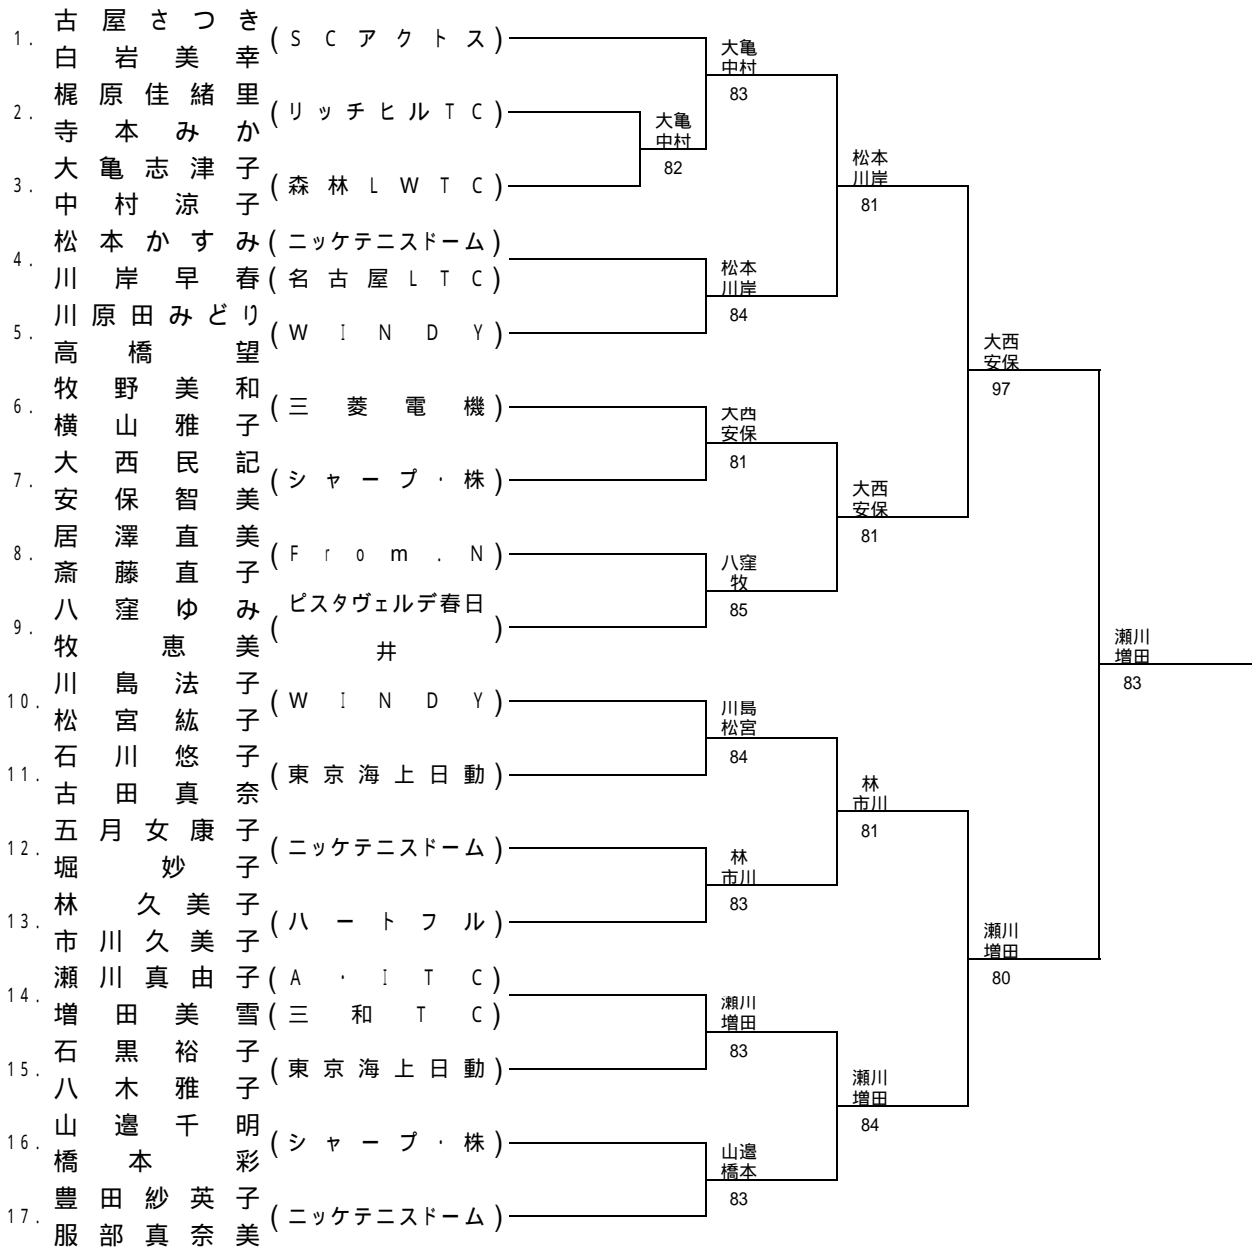 1. 古屋さつき (SCアクトス)
白岩美幸
2. 梶原佳緒里 (リッチヒルTC)
寺本みか
3. 大亀志津子 (森林LWTC)
中村涼子
4. 松本かすみ (ニッケテニスドーム)
川岸早春 (名古屋LTC)
5. 川原田みどり (WINDY)
高橋望
6. 牧野美和 (三菱電機)
横山雅子
7. 大西民記 (シャープ・株)
安保智美
8. 居澤直美 (From.N)
斎藤直子
9. 八窪ゆみ (ピスタヴェルデ春日井)
牧恵美
10. 川島法子 (WINDY)
松宮紘子
11. 石川悠子 (東京海上日動)
古田真奈
12. 五月女康子 (ニッケテニスドーム)
堀妙子
13. 林久美子 (ハートフル)
市川久美子
14. 瀬川真由子 (A・ITC)
増田美雪 (三和TC)
15. 石黒裕子 (東京海上日動)
八木雅子
16. 山邉千明 (シャープ・株)
橋本彩
17. 豊田紗英子 (ニッケテニスドーム)
服部真奈美
大亀
中村
82
大亀
中村
83
松本
川岸
84
大西
安保
81
八窪
牧
85
川島
松宮
84
林
市川
83
瀬川
増田
83
山邉
橋本
83
松本
川岸
81
大西
安保
81
林
市川
81
瀬川
増田
84
大西
安保
97
瀬川
増田
80
瀬川
増田
83